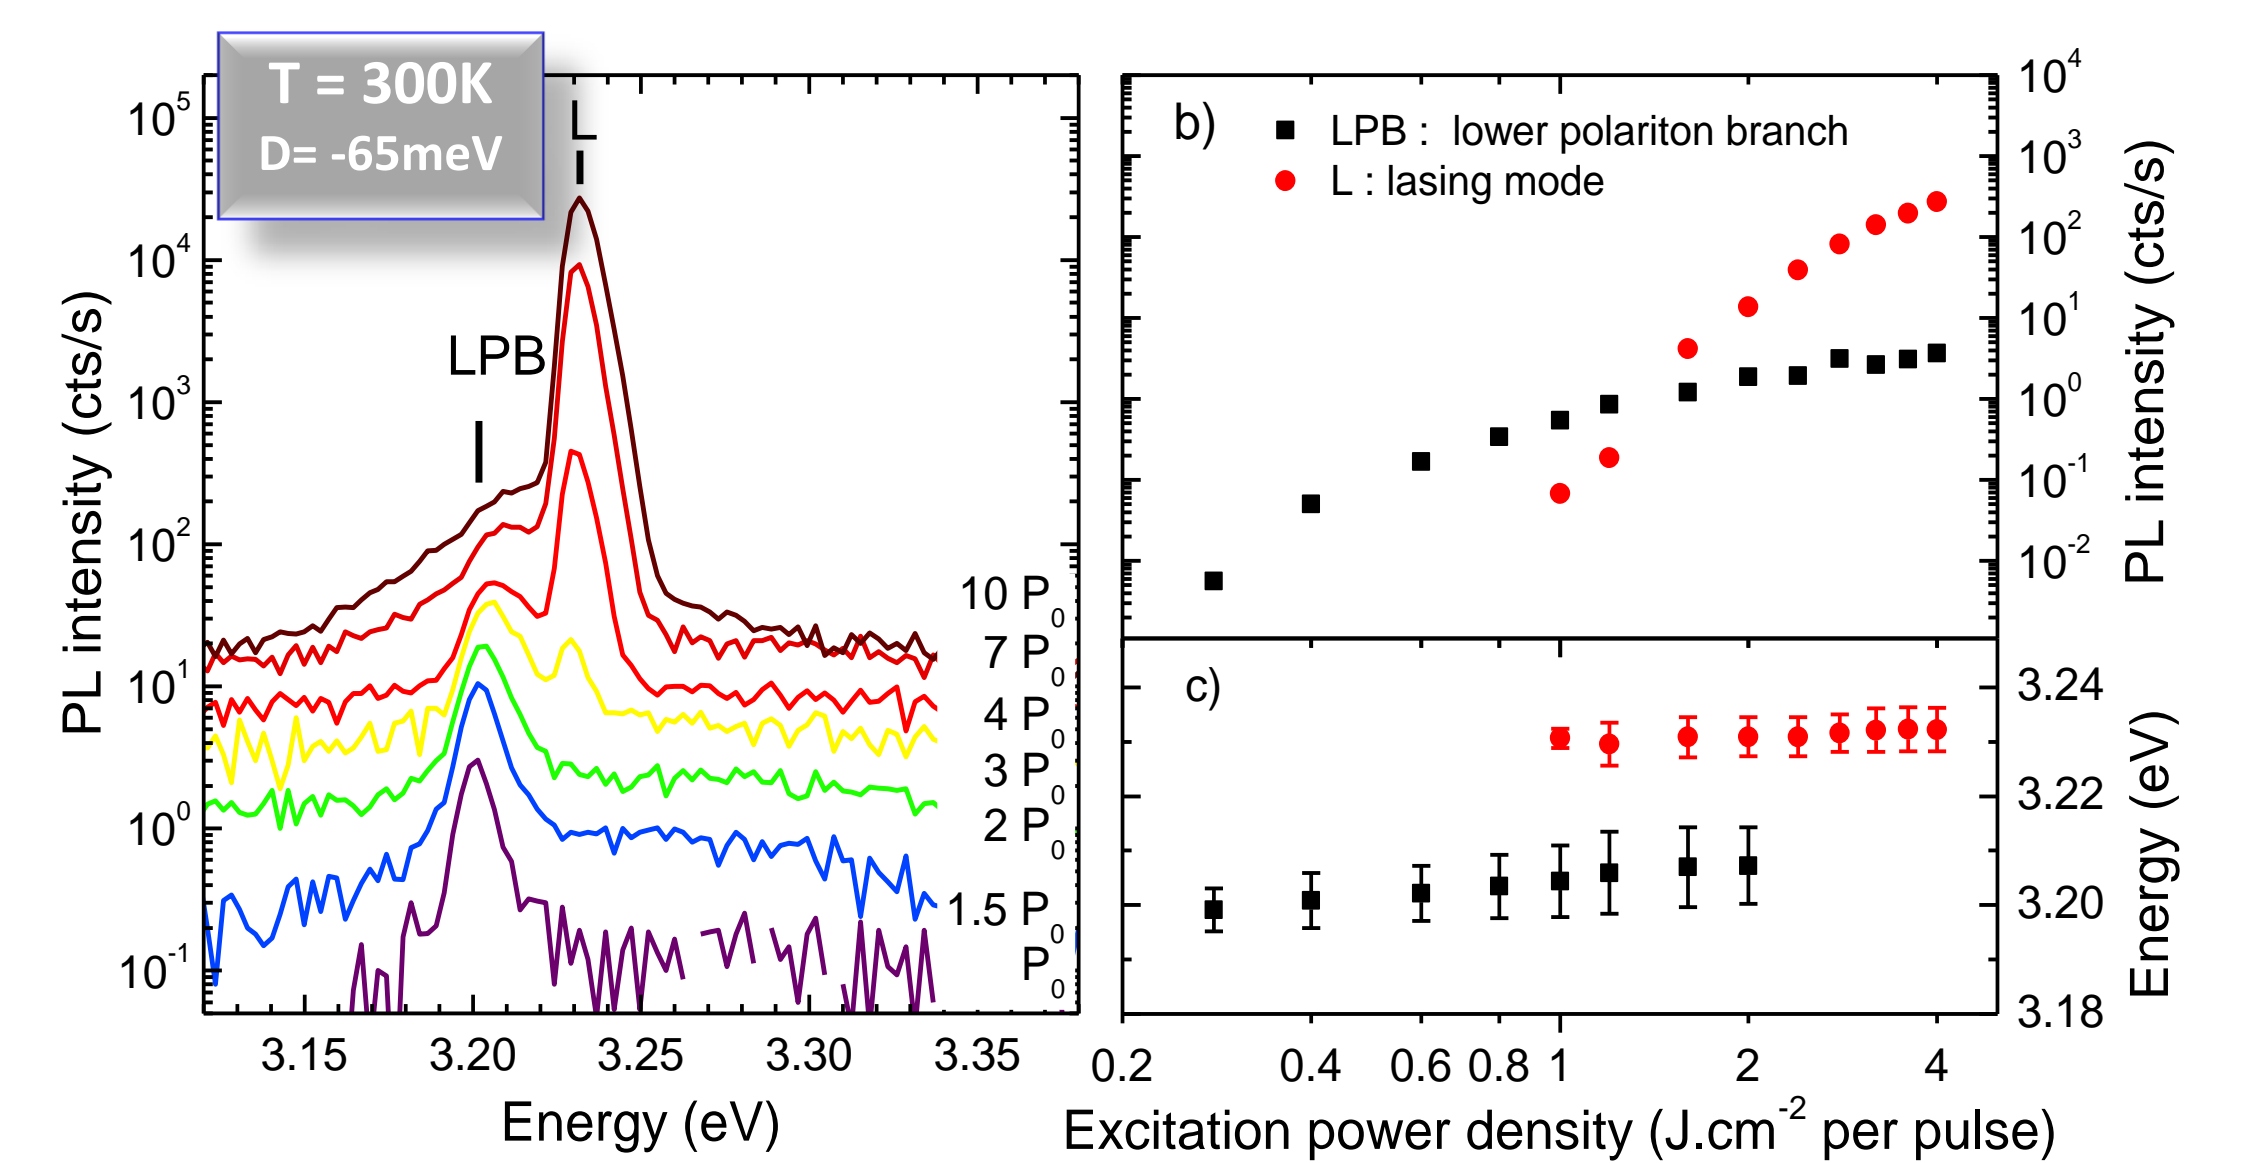 T = 300K
D= -65meV
L
LPB
PL intensity (cts/s)
10⁵
10⁴
10³
10²
10¹
10⁰
10⁻¹
10 P₀
7 P₀
4 P₀
3 P₀
2 P₀
1.5 P₀
P₀
3.15 3.20 3.25 3.30 3.35
Energy (eV)
b)
LPB : lower polariton branch
L : lasing mode
10⁴
10³
10²
10¹
10⁰
10⁻¹
10⁻²
PL intensity (cts/s)
c)
3.24
3.22
3.20
3.18
Energy (eV)
0.2 0.4 0.6 0.8 1 2 4
Excitation power density (J.cm⁻² per pulse)